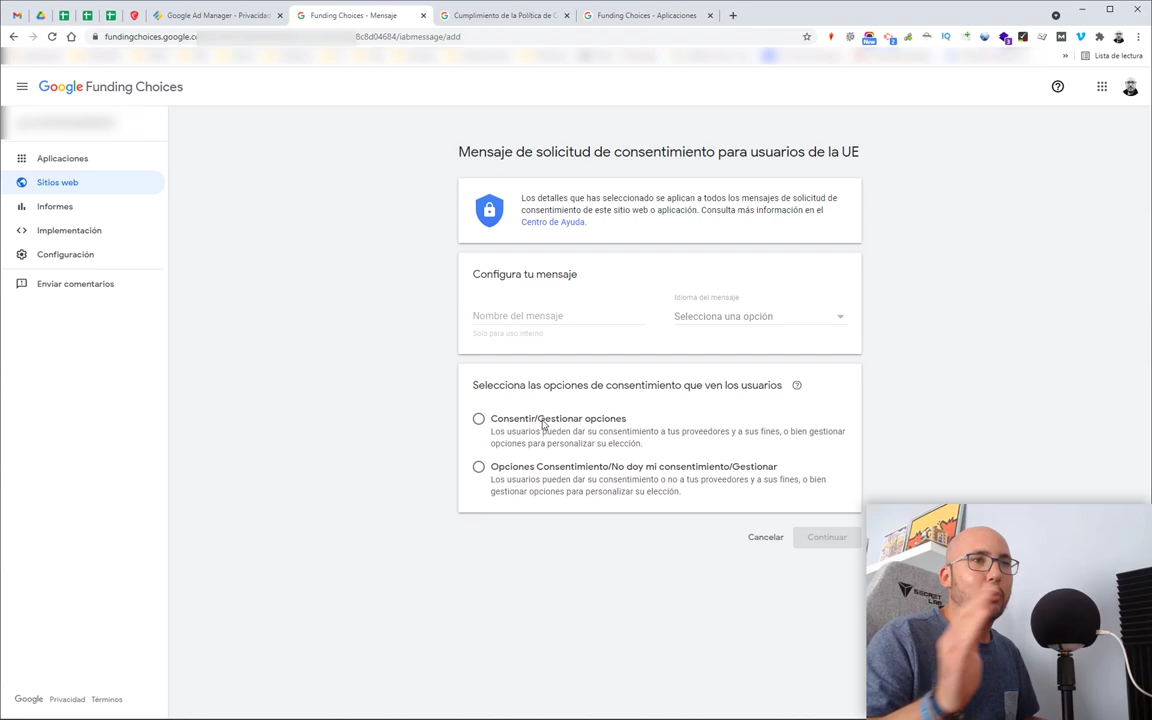 Google Ad Manager - Privacidad
Funding Choices - Mensaje
Cumplimiento de la Política de C
Funding Choices - Aplicaciones
fundingchoices.google.co
8c8d04684/iabmessage/add
New
Lista de lectura
Google Funding Choices
Aplicaciones
Sitios web
Informes
Implementación
Configuración
Enviar comentarios
Mensaje de solicitud de consentimiento para usuarios de la UE
Los detalles que has seleccionado se aplican a todos los mensajes de solicitud de
consentimiento de este sitio web o aplicación. Consulta más información en el
Centro de Ayuda.
Configura tu mensaje
Idioma del mensaje
Nombre del mensaje
Selecciona una opción
Solo para uso interno
Selecciona las opciones de consentimiento que ven los usuarios
Consentir/Gestionar opciones
Los usuarios pueden dar su consentimiento a tus proveedores y a sus fines, o bien gestionar
opciones para personalizar su elección.
Opciones Consentimiento/No doy mi consentimiento/Gestionar
Los usuarios pueden dar su consentimiento o no a tus proveedores y a sus fines, o bien
gestionar opciones para personalizar su elección.
Cancelar
Continuar
SECRET
LAB
Google
Privacidad
Términos